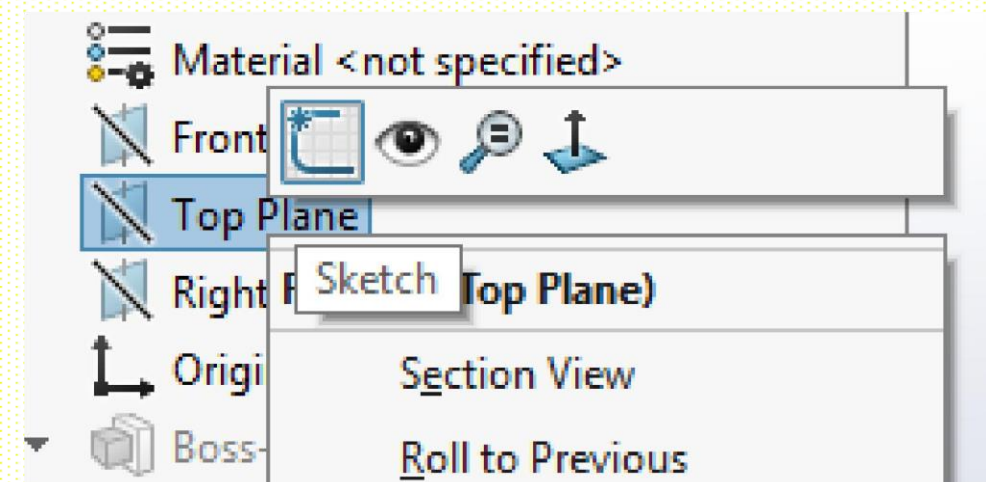 Material <not specified>
Front
Top Plane
Sketch
Right
Top Plane)
Origi
Section View
Boss-
Roll to Previous